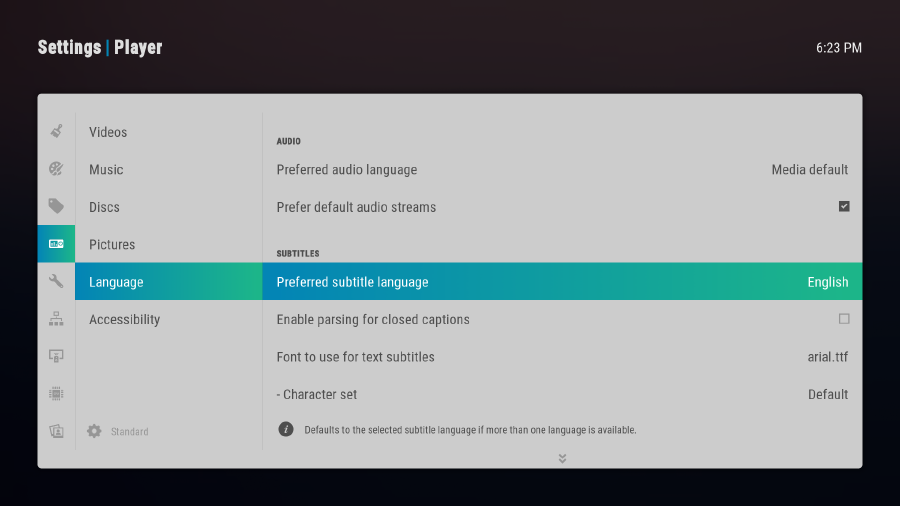 Settings | Player
6:23 PM
Videos
Music
Discs
Pictures
Language
Accessibility
Standard
AUDIO
Preferred audio language Media default
Prefer default audio streams
SUBTITLES
Preferred subtitle language English
Enable parsing for closed captions
Font to use for text subtitles arial.ttf
- Character set Default
Defaults to the selected subtitle language if more than one language is available.